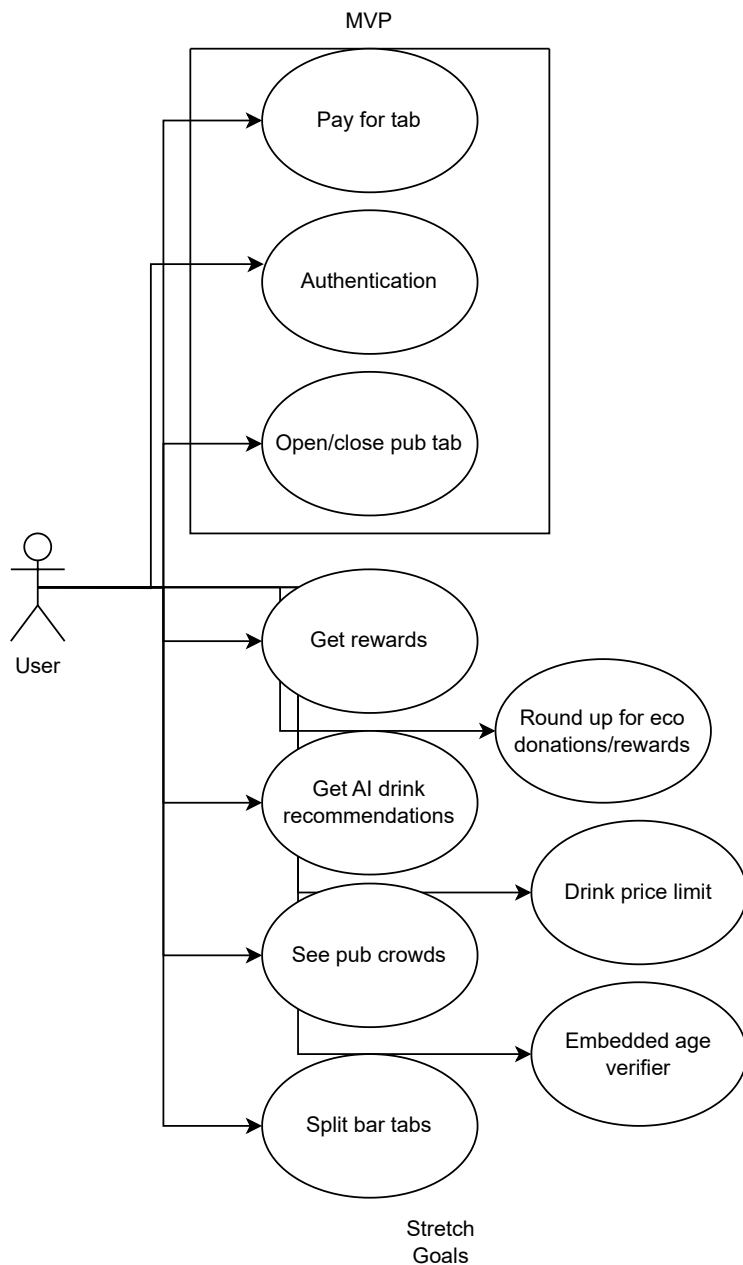 MVP
Pay for tab
Authentication
Open/close pub tab
User
Get rewards
Round up for eco
donations/rewards
Get AI drink
recommendations
Drink price limit
See pub crowds
Embedded age
verifier
Split bar tabs
Stretch
Goals